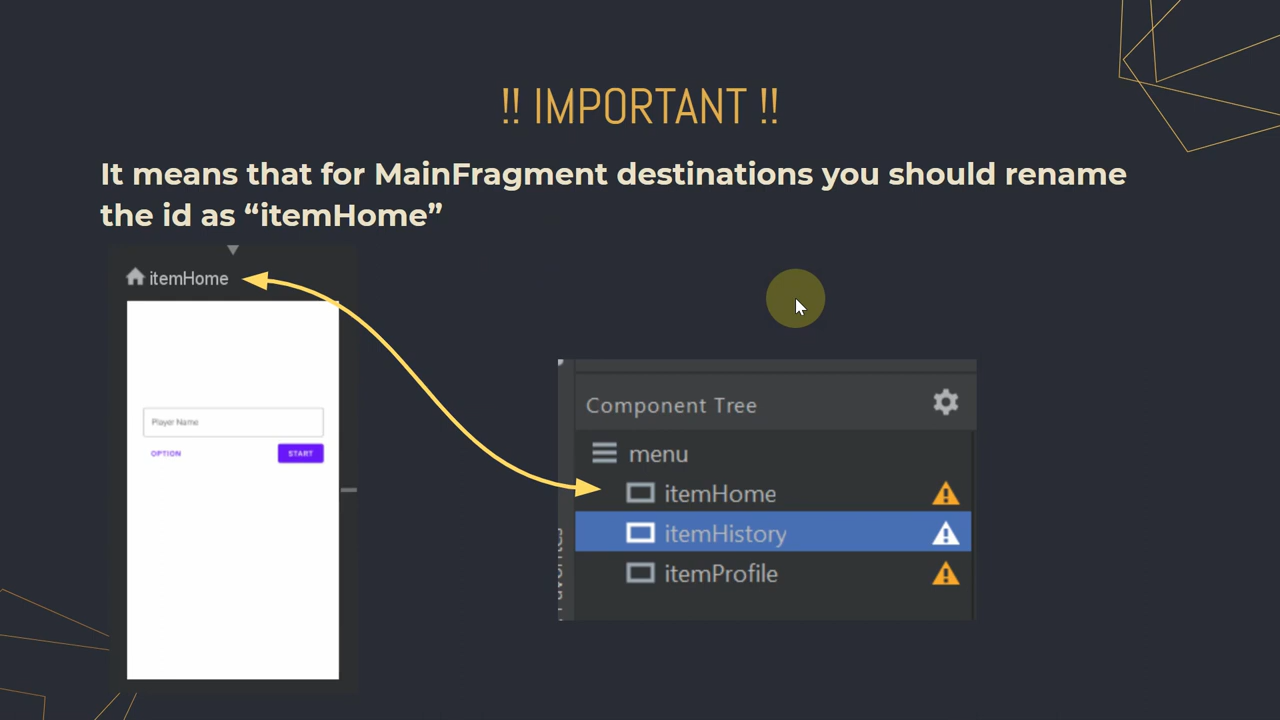 !! IMPORTANT !!
It means that for MainFragment destinations you should rename
the id as “itemHome”
itemHome
Player Name
OPTION
START
Component Tree
menu
itemHome
itemHistory
itemProfile